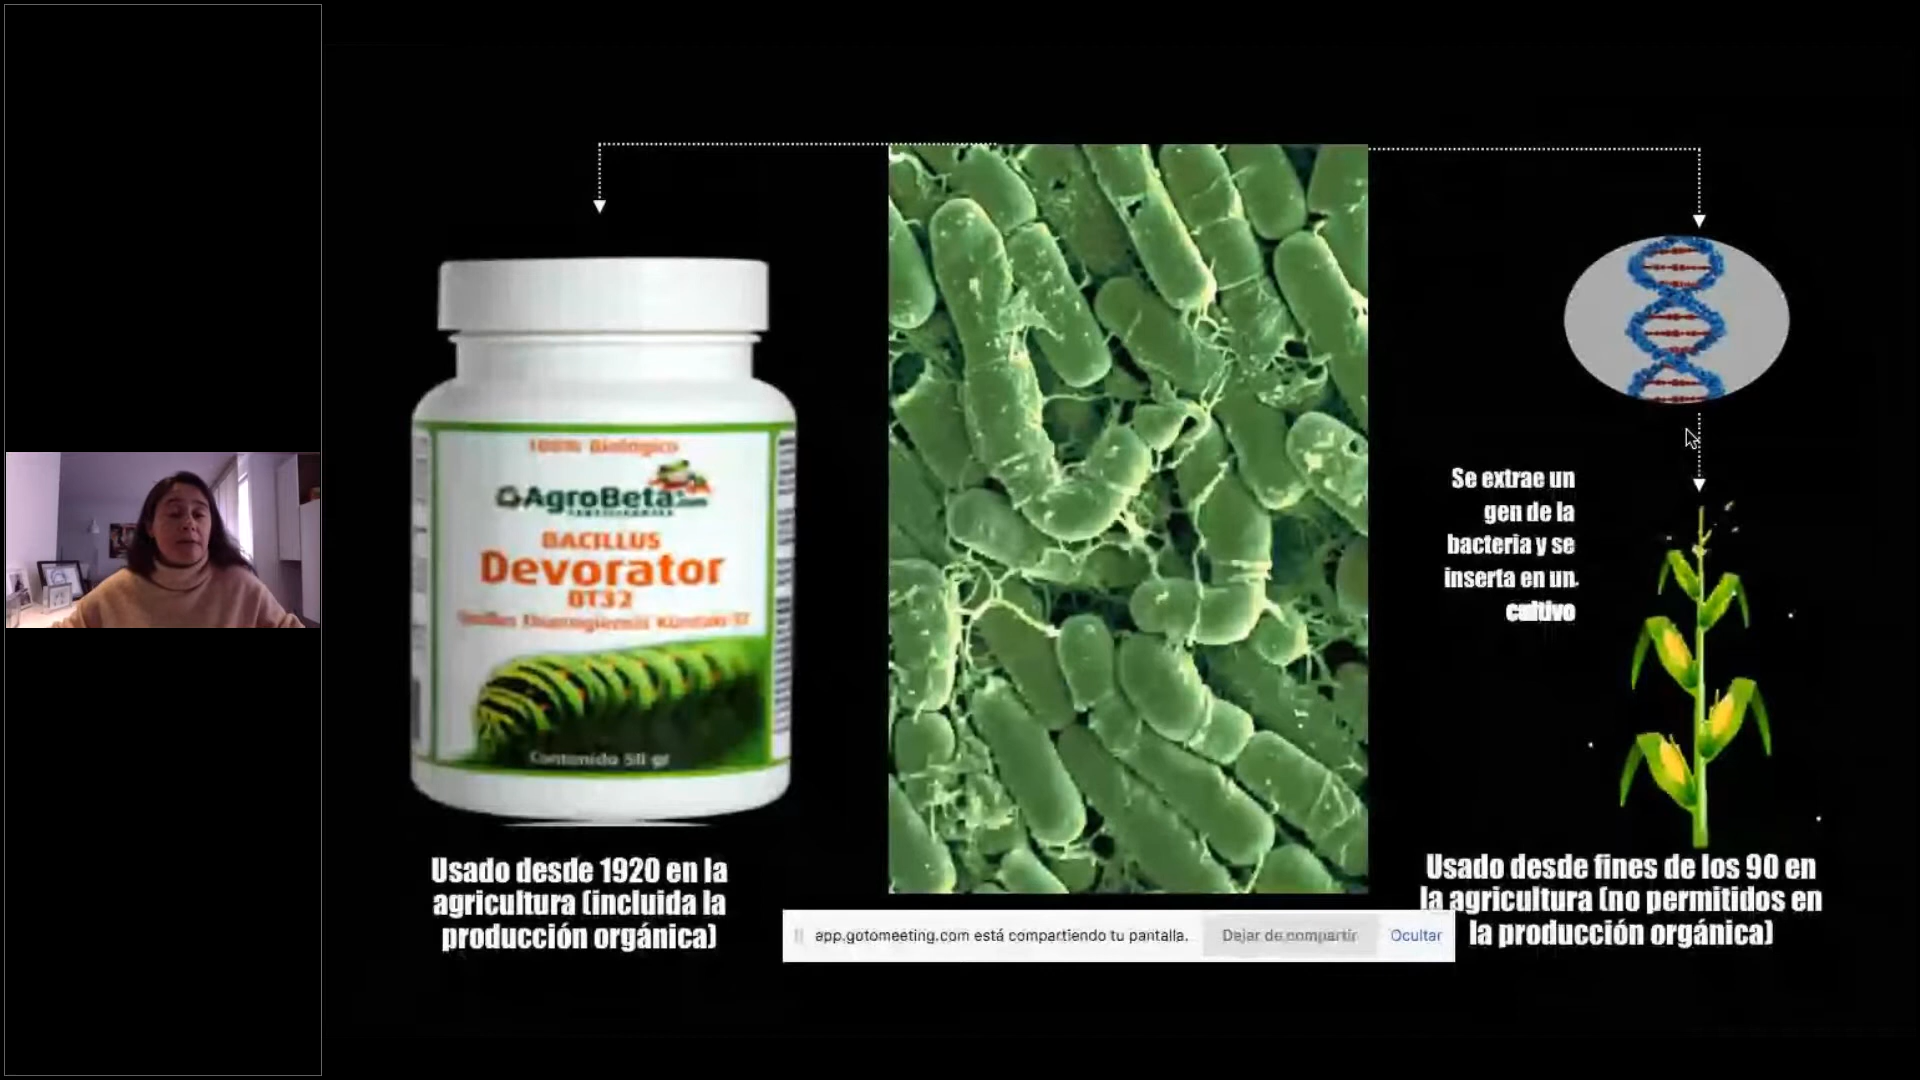 100% Biológico
AgroBeta
BACILLUS
Devorator
DT32
Contenido 50 gr
Usado desde 1920 en la
agricultura (incluida la
producción orgánica)
Se extrae un
gen de la
bacteria y se
inserta en un
cultivo
Usado desde fines de los 90 en
la agricultura (no permitidos en
la producción orgánica)
app.gotomeeting.com está compartiendo tu pantalla.
Dejar de compartir
Ocultar